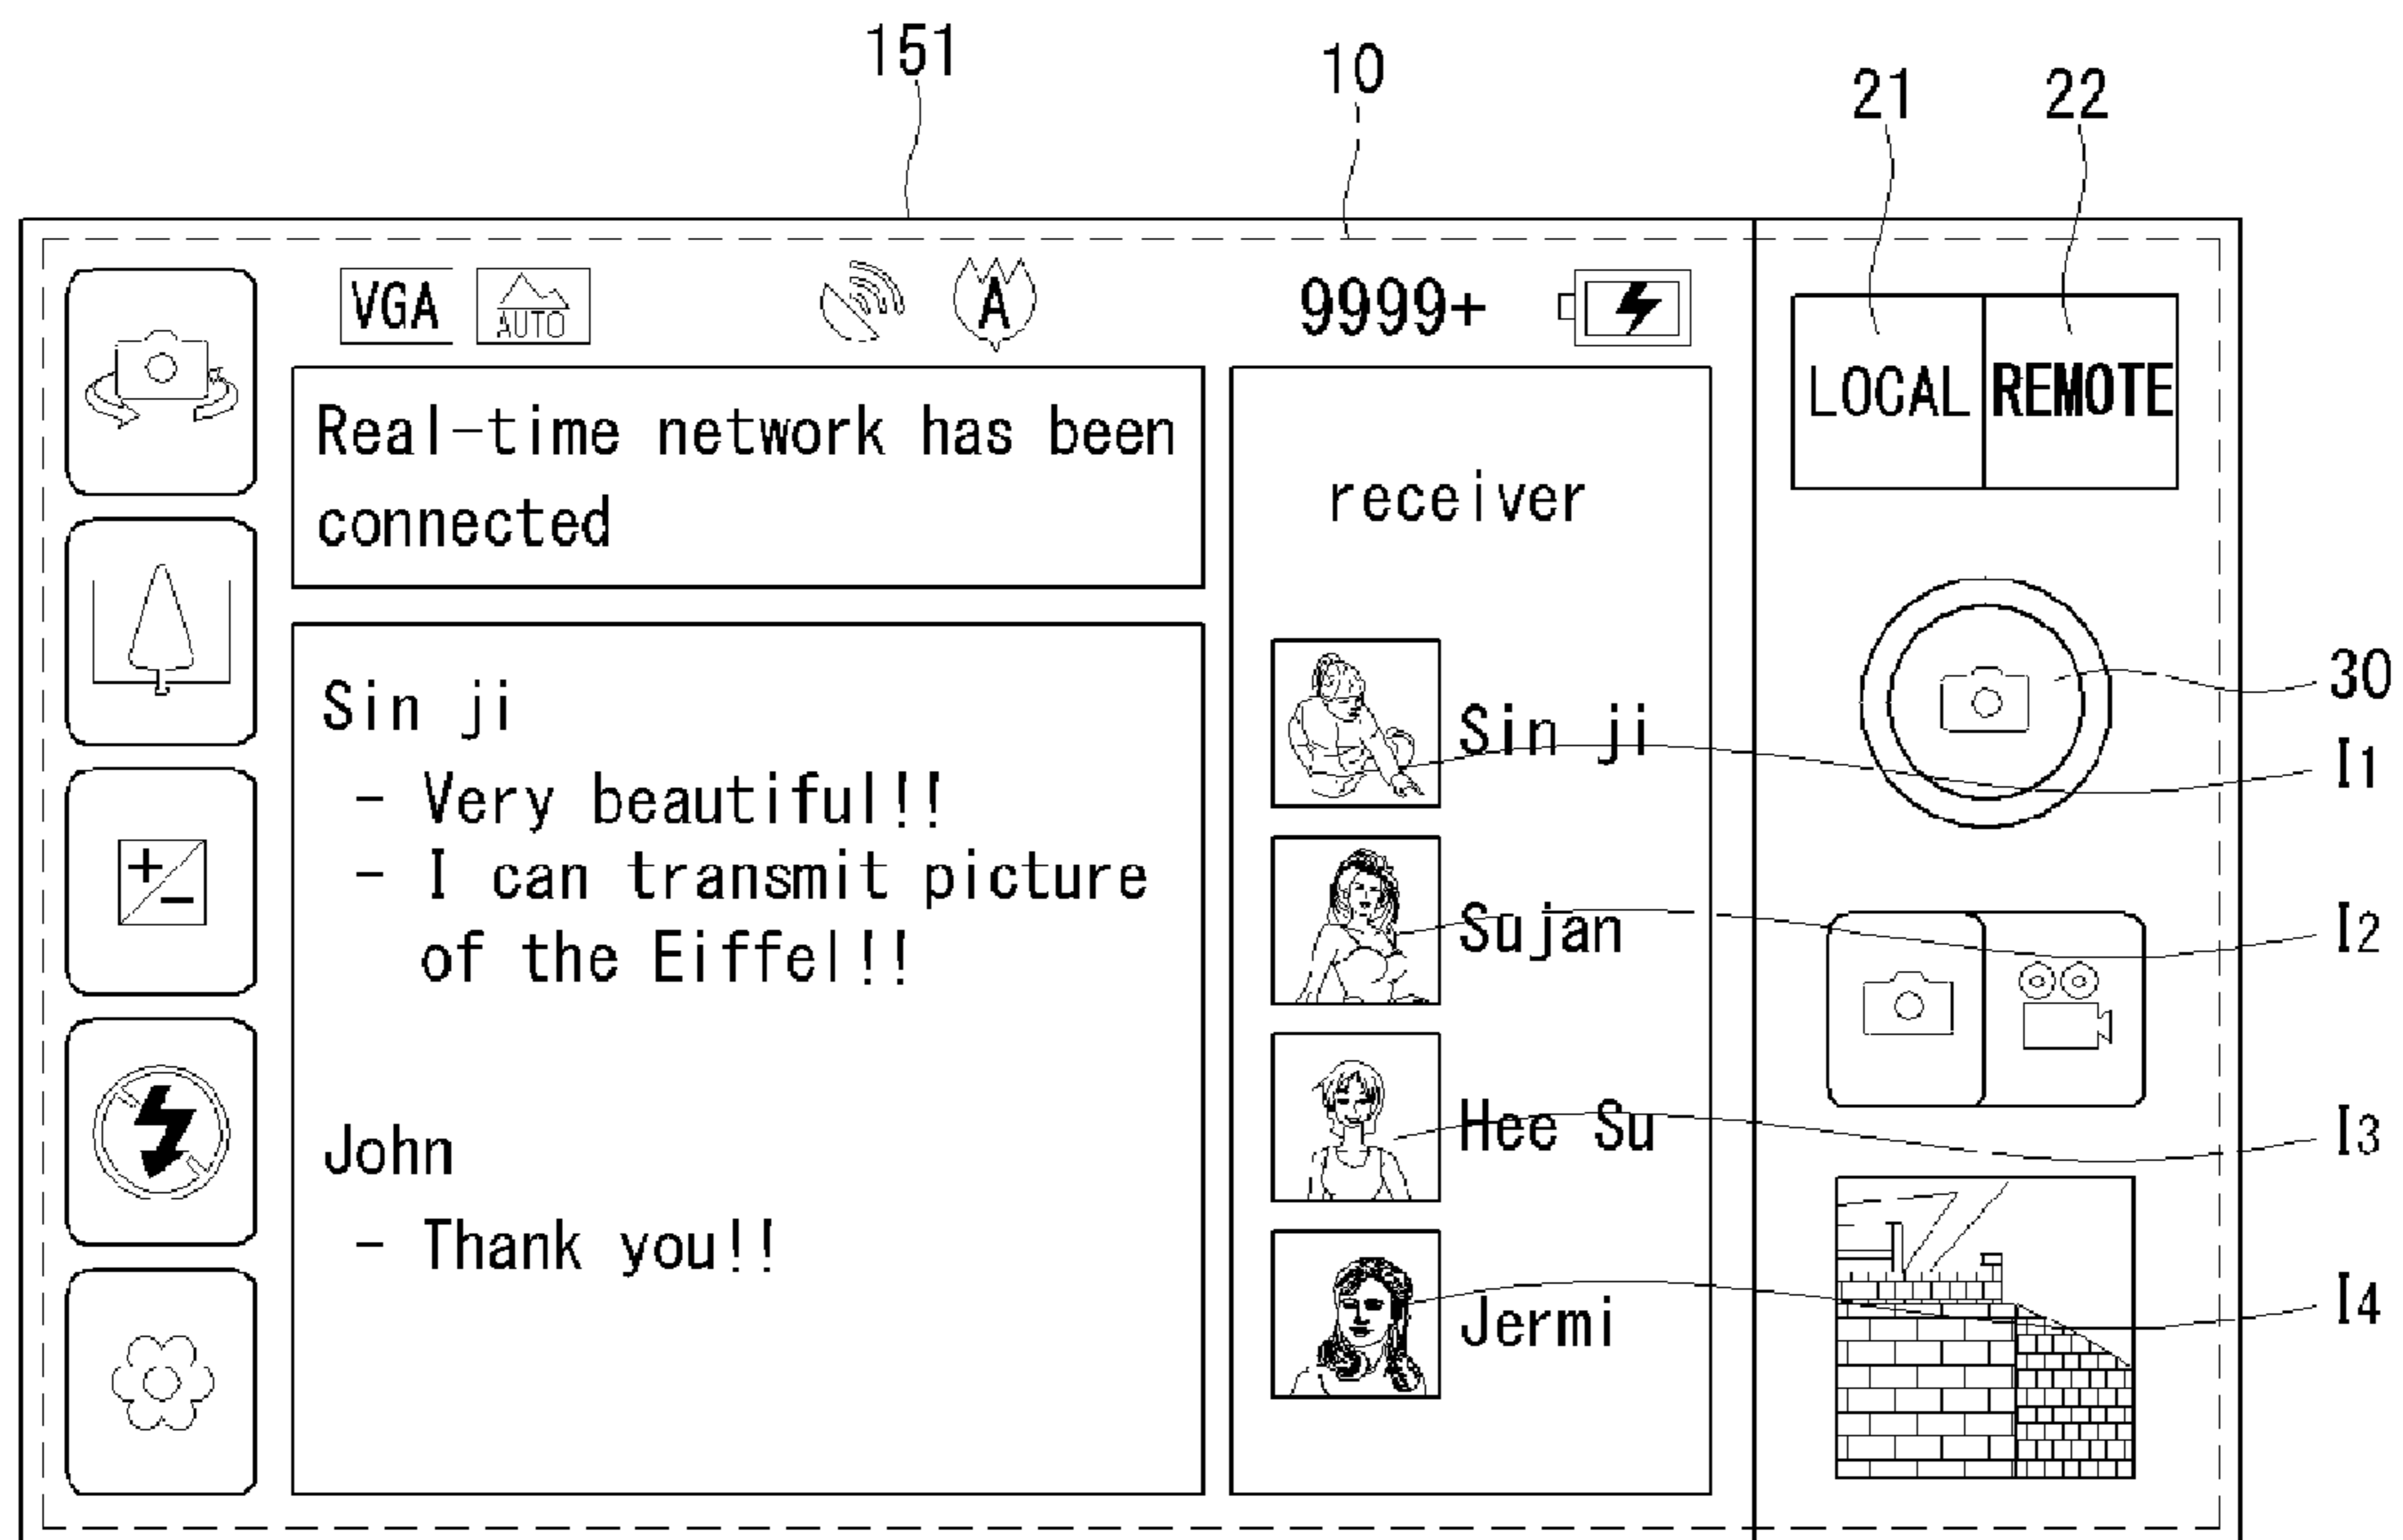 151
10
21
22
VGA
AUTO
A
9999+
LOCAL
REMOTE
Real-time network has been
connected
receiver
Sin ji
- Very beautiful!!
- I can transmit picture
of the Eiffel!!
John
- Thank you!!
Sin ji
Sujan
Hee Su
Jermi
30
I1
I2
I3
I4